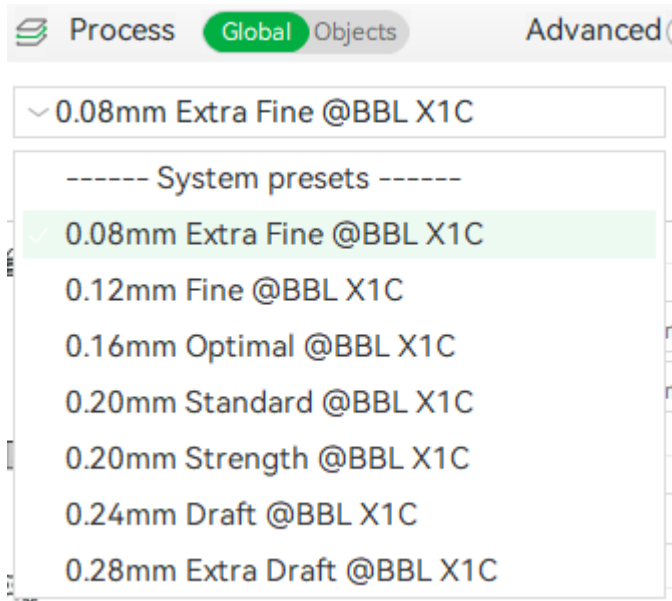 Process Global Objects Advanced
0.08mm Extra Fine @BBL X1C
------ System presets ------
0.08mm Extra Fine @BBL X1C
0.12mm Fine @BBL X1C
0.16mm Optimal @BBL X1C
0.20mm Standard @BBL X1C
0.20mm Strength @BBL X1C
0.24mm Draft @BBL X1C
0.28mm Extra Draft @BBL X1C